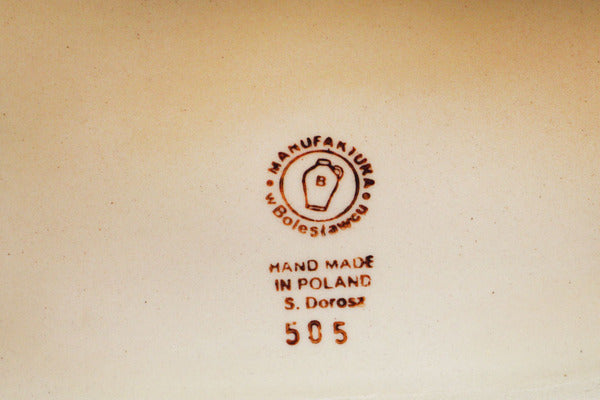 MANUFAKTURA
B
w Bolesławcu
HAND MADE
IN POLAND
S. Dorosz
505